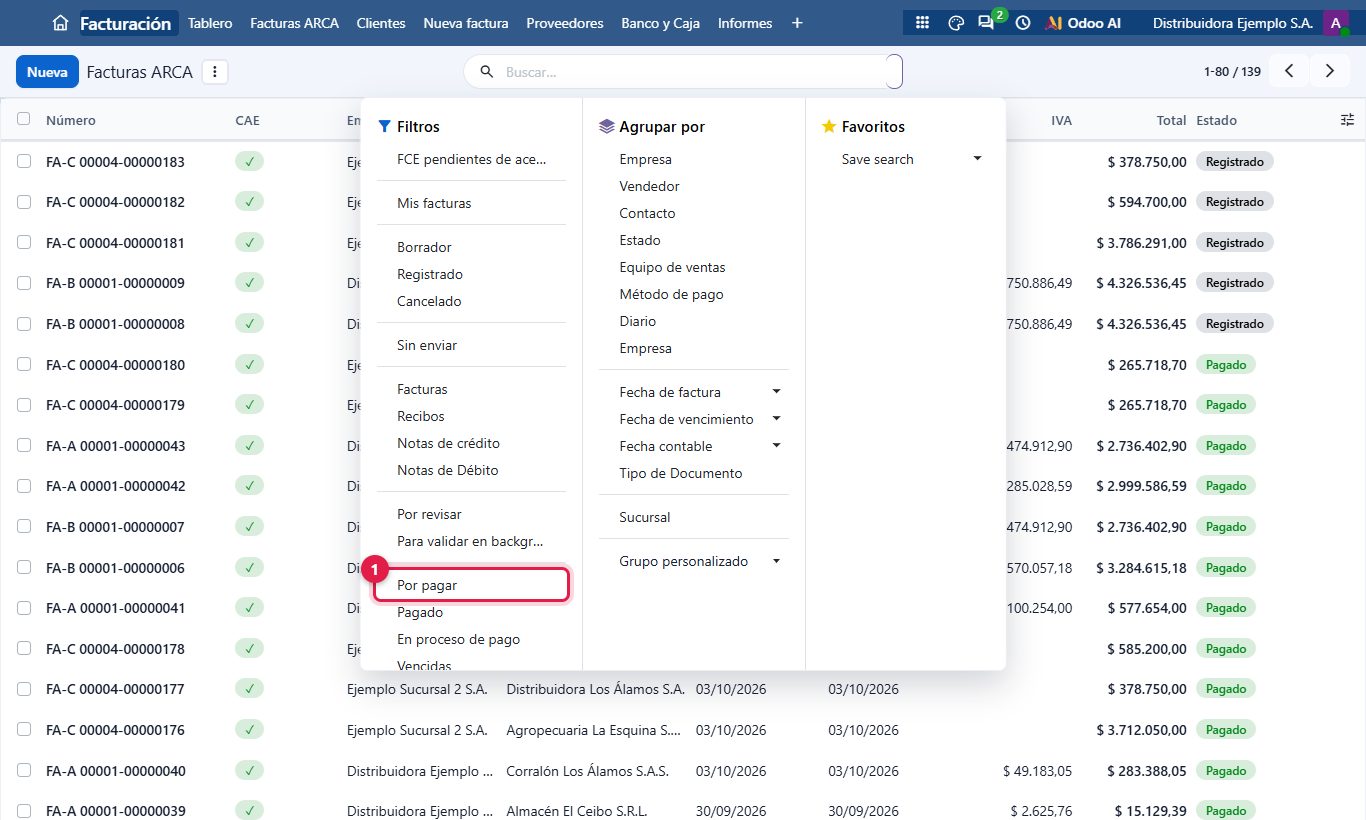 Facturación Tablero Facturas ARCA Clientes Nueva factura Proveedores Banco y Caja Informes + 2 Odoo AI Distribuidora Ejemplo S.A. A
Nueva Facturas ARCA Buscar... 1-80 / 139
Número CAE IVA Total Estado
Filtros
FCE pendientes de ace...
Mis facturas
Borrador
Registrado
Cancelado
Sin enviar
Facturas
Recibos
Notas de crédito
Notas de Débito
Por revisar
Para validar en backgr...
1
Por pagar
Pagado
En proceso de pago
Vencidas
Agrupar por
Empresa
Vendedor
Contacto
Estado
Equipo de ventas
Método de pago
Diario
Empresa
Fecha de factura
Fecha de vencimiento
Fecha contable
Tipo de Documento
Sucursal
Grupo personalizado
Favoritos
Save search
FA-C 00004-00000183 ✓ Eje $ 378.750,00 Registrado
FA-C 00004-00000182 ✓ Eje $ 594.700,00 Registrado
FA-C 00004-00000181 ✓ Eje $ 3.786.291,00 Registrado
FA-B 00001-00000009 ✓ Di 750.886,49 $ 4.326.536,45 Registrado
FA-B 00001-00000008 ✓ Di 750.886,49 $ 4.326.536,45 Registrado
FA-C 00004-00000180 ✓ Eje $ 265.718,70 Pagado
FA-C 00004-00000179 ✓ Eje $ 265.718,70 Pagado
FA-A 00001-00000043 ✓ Di 474.912,90 $ 2.736.402,90 Pagado
FA-A 00001-00000042 ✓ Di 285.028,59 $ 2.999.586,59 Pagado
FA-B 00001-00000007 ✓ Di 474.912,90 $ 2.736.402,90 Pagado
FA-B 00001-00000006 ✓ Di 570.057,18 $ 3.284.615,18 Pagado
FA-A 00001-00000041 ✓ Di 100.254,00 $ 577.654,00 Pagado
FA-C 00004-00000178 ✓ Eje $ 585.200,00 Pagado
FA-C 00004-00000177 ✓ Ejemplo Sucursal 2 S.A. Distribuidora Los Álamos S.A. 03/10/2026 03/10/2026 $ 378.750,00 Pagado
FA-C 00004-00000176 ✓ Ejemplo Sucursal 2 S.A. Agropecuaria La Esquina S.... 03/10/2026 03/10/2026 $ 3.712.050,00 Pagado
FA-A 00001-00000040 ✓ Distribuidora Ejemplo ... Corralón Los Álamos S.A.S. 03/10/2026 03/10/2026 $ 49.183,05 $ 283.388,05 Pagado
FA-A 00001-00000039 ✓ Distribuidora Ejemplo ... Almacén El Ceibo S.R.L. 30/09/2026 30/09/2026 $ 2.625,76 $ 15.129,39 Pagado